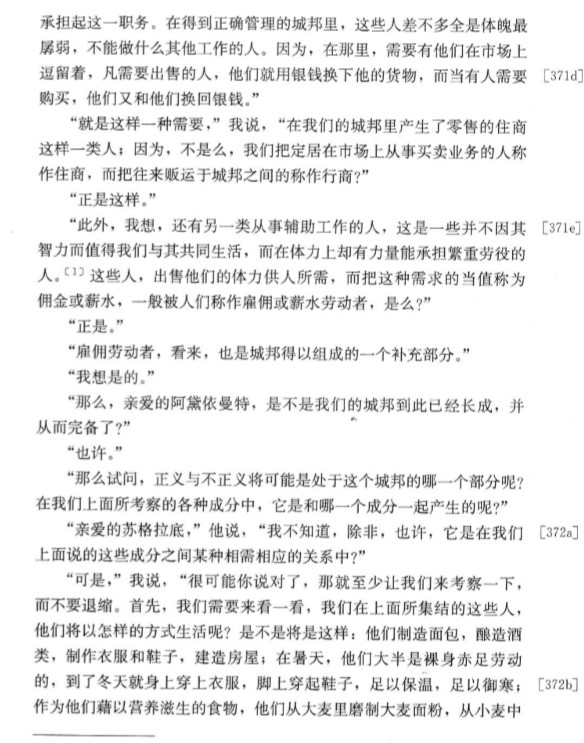 承担起这一职务。在得到正确管理的城邦里，这些人差不多全是体魄最
孱弱，不能做什么其他工作的人。因为，在那里，需要有他们在市场上
逗留着，凡需要出售的人，他们就用银钱换下他的货物，而当有人需要 [371d]
购买，他们又和他们换回银钱。”
“就是这样一种需要，”我说，“在我们的城邦里产生了零售的住商
这样一类人；因为，不是么，我们把定居在市场上从事买卖业务的人称
作住商，而把往来贩运于城邦之间的称作行商？”
“正是这样。”
“此外，我想，还有另一类从事辅助工作的人，这是一些并不因其 [371e]
智力而值得我们与其共同生活，而在体力上却有力量能承担繁重劳役的
人。〔1〕这些人，出售他们的体力供人所需，而把这种需求的当值称为
佣金或薪水，一般被人们称作雇佣或薪水劳动者，是么？”
“正是。”
“雇佣劳动者，看来，也是城邦得以组成的一个补充部分。”
“我想是的。”
“那么，亲爱的阿黛依曼特，是不是我们的城邦到此已经长成，并
从而完备了？”
“也许。”
“那么试问，正义与不正义将可能是处于这个城邦的哪一个部分呢？
在我们上面所考察的各种成分中，它是和哪一个成分一起产生的呢？”
“亲爱的苏格拉底，”他说，“我不知道，除非，也许，它是在我们 [372a]
上面说的这些成分之间某种相需相应的关系中？”
“可是，”我说，“很可能你说对了，那就至少让我们来考察一下，
而不要退缩。首先，我们需要来看一看，我们在上面所集结的这些人，
他们将以怎样的方式生活呢？是不是将是这样：他们制造面包，酿造酒
类，制作衣服和鞋子，建造房屋；在暑天，他们大半是裸身赤足劳动
的，到了冬天就身上穿上衣服，脚上穿起鞋子，足以保温，足以御寒； [372b]
作为他们藉以营养滋生的食物，他们从大麦里磨制大麦面粉，从小麦中